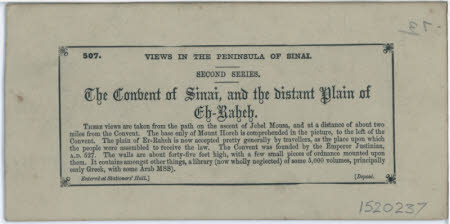 507. VIEWS IN THE PENINSULA OF SINAI.
SECOND SERIES.
The Convent of Sinai, and the distant Plain of
Eh-Raheh.
THESE views are taken from the path on the ascent of Jebel Mousa, and at a distance of about two
miles from the Convent. The base only of Mount Horeb is comprehended in the picture, to the left of the
Convent. The plain of Er-Raheh is now accepted pretty generally by travellers, as the place upon which
the people were assembled to receive the law. The Convent was founded by the Emperor Justinian,
A.D. 527. The walls are about forty-five feet high, with a few small pieces of ordnance mounted upon
them. It contains amongst other things, a library (now wholly neglected) of some 5,000 volumes, principally
early Greek, with some Arab MSS).
Entered at Stationers' Hall.] [Deposé.
1520237